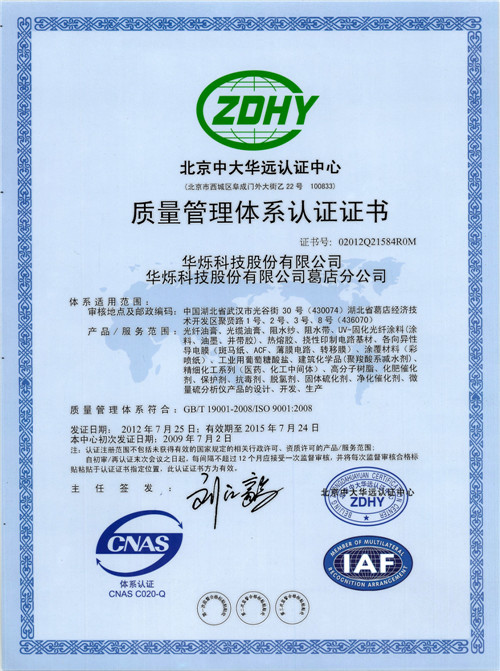 ZDHY
北京中大华远认证中心
(北京市西城区阜成门外大街乙 22 号 100833)
质量管理体系认证证书
证书号: 02012Q21584R0M
华烁科技股份有限公司
华烁科技股份有限公司葛店分公司
体系适用范围:
审核地点及邮政编码: 中国湖北省武汉市光谷街 30 号 (430074) 湖北省葛店经济技
术开发区聚贤路 1 号、2 号、3 号、8 号 (436070)
产品/服务范围: 光纤油膏、光缆油膏、阻水纱、阻水带、UV-固化光纤涂料(涂
料、油墨、并带胶)、热熔胶、挠性印制电路基材、各向异性
导电膜 (斑马纸、ACF、薄膜电路、转移膜)、涂覆材料 (彩
喷纸)、工业用葡萄糖酸盐、建筑化学品(聚羧酸系减水剂)、
精细化工系列 (医药、化工中间体)、高分子树脂、化肥催化
剂、保护剂、抗毒剂、脱氯剂、固体硫化剂、净化催化剂、微
量硫分析仪产品的设计、开发、生产
质量管理体系符合: GB/T 19001-2008/ISO 9001:2008
发证日期: 2012 年 7 月 25 日; 有效期至 2015 年 7 月 24 日
本中心初次发证日期: 2009 年 7 月 2 日
注: 认证注册范围不包括未获得有效的国家规定的相关行政许可、资质许可的产品/服务范围;
自初审/再认证末次会议之日起, 每间隔不超过 12 个月应接受一次监督审核, 并将每次监督审核合格标
贴粘贴于认证证书指定位置, 此认证证书方为有效.
主任签发:
北京中大华远认证中心
ZDHY
CNAS
体系认证
CNAS C020-Q
MEMBER OF MULTILATERAL
IAF
RECOGNITION ARRANGEMENT